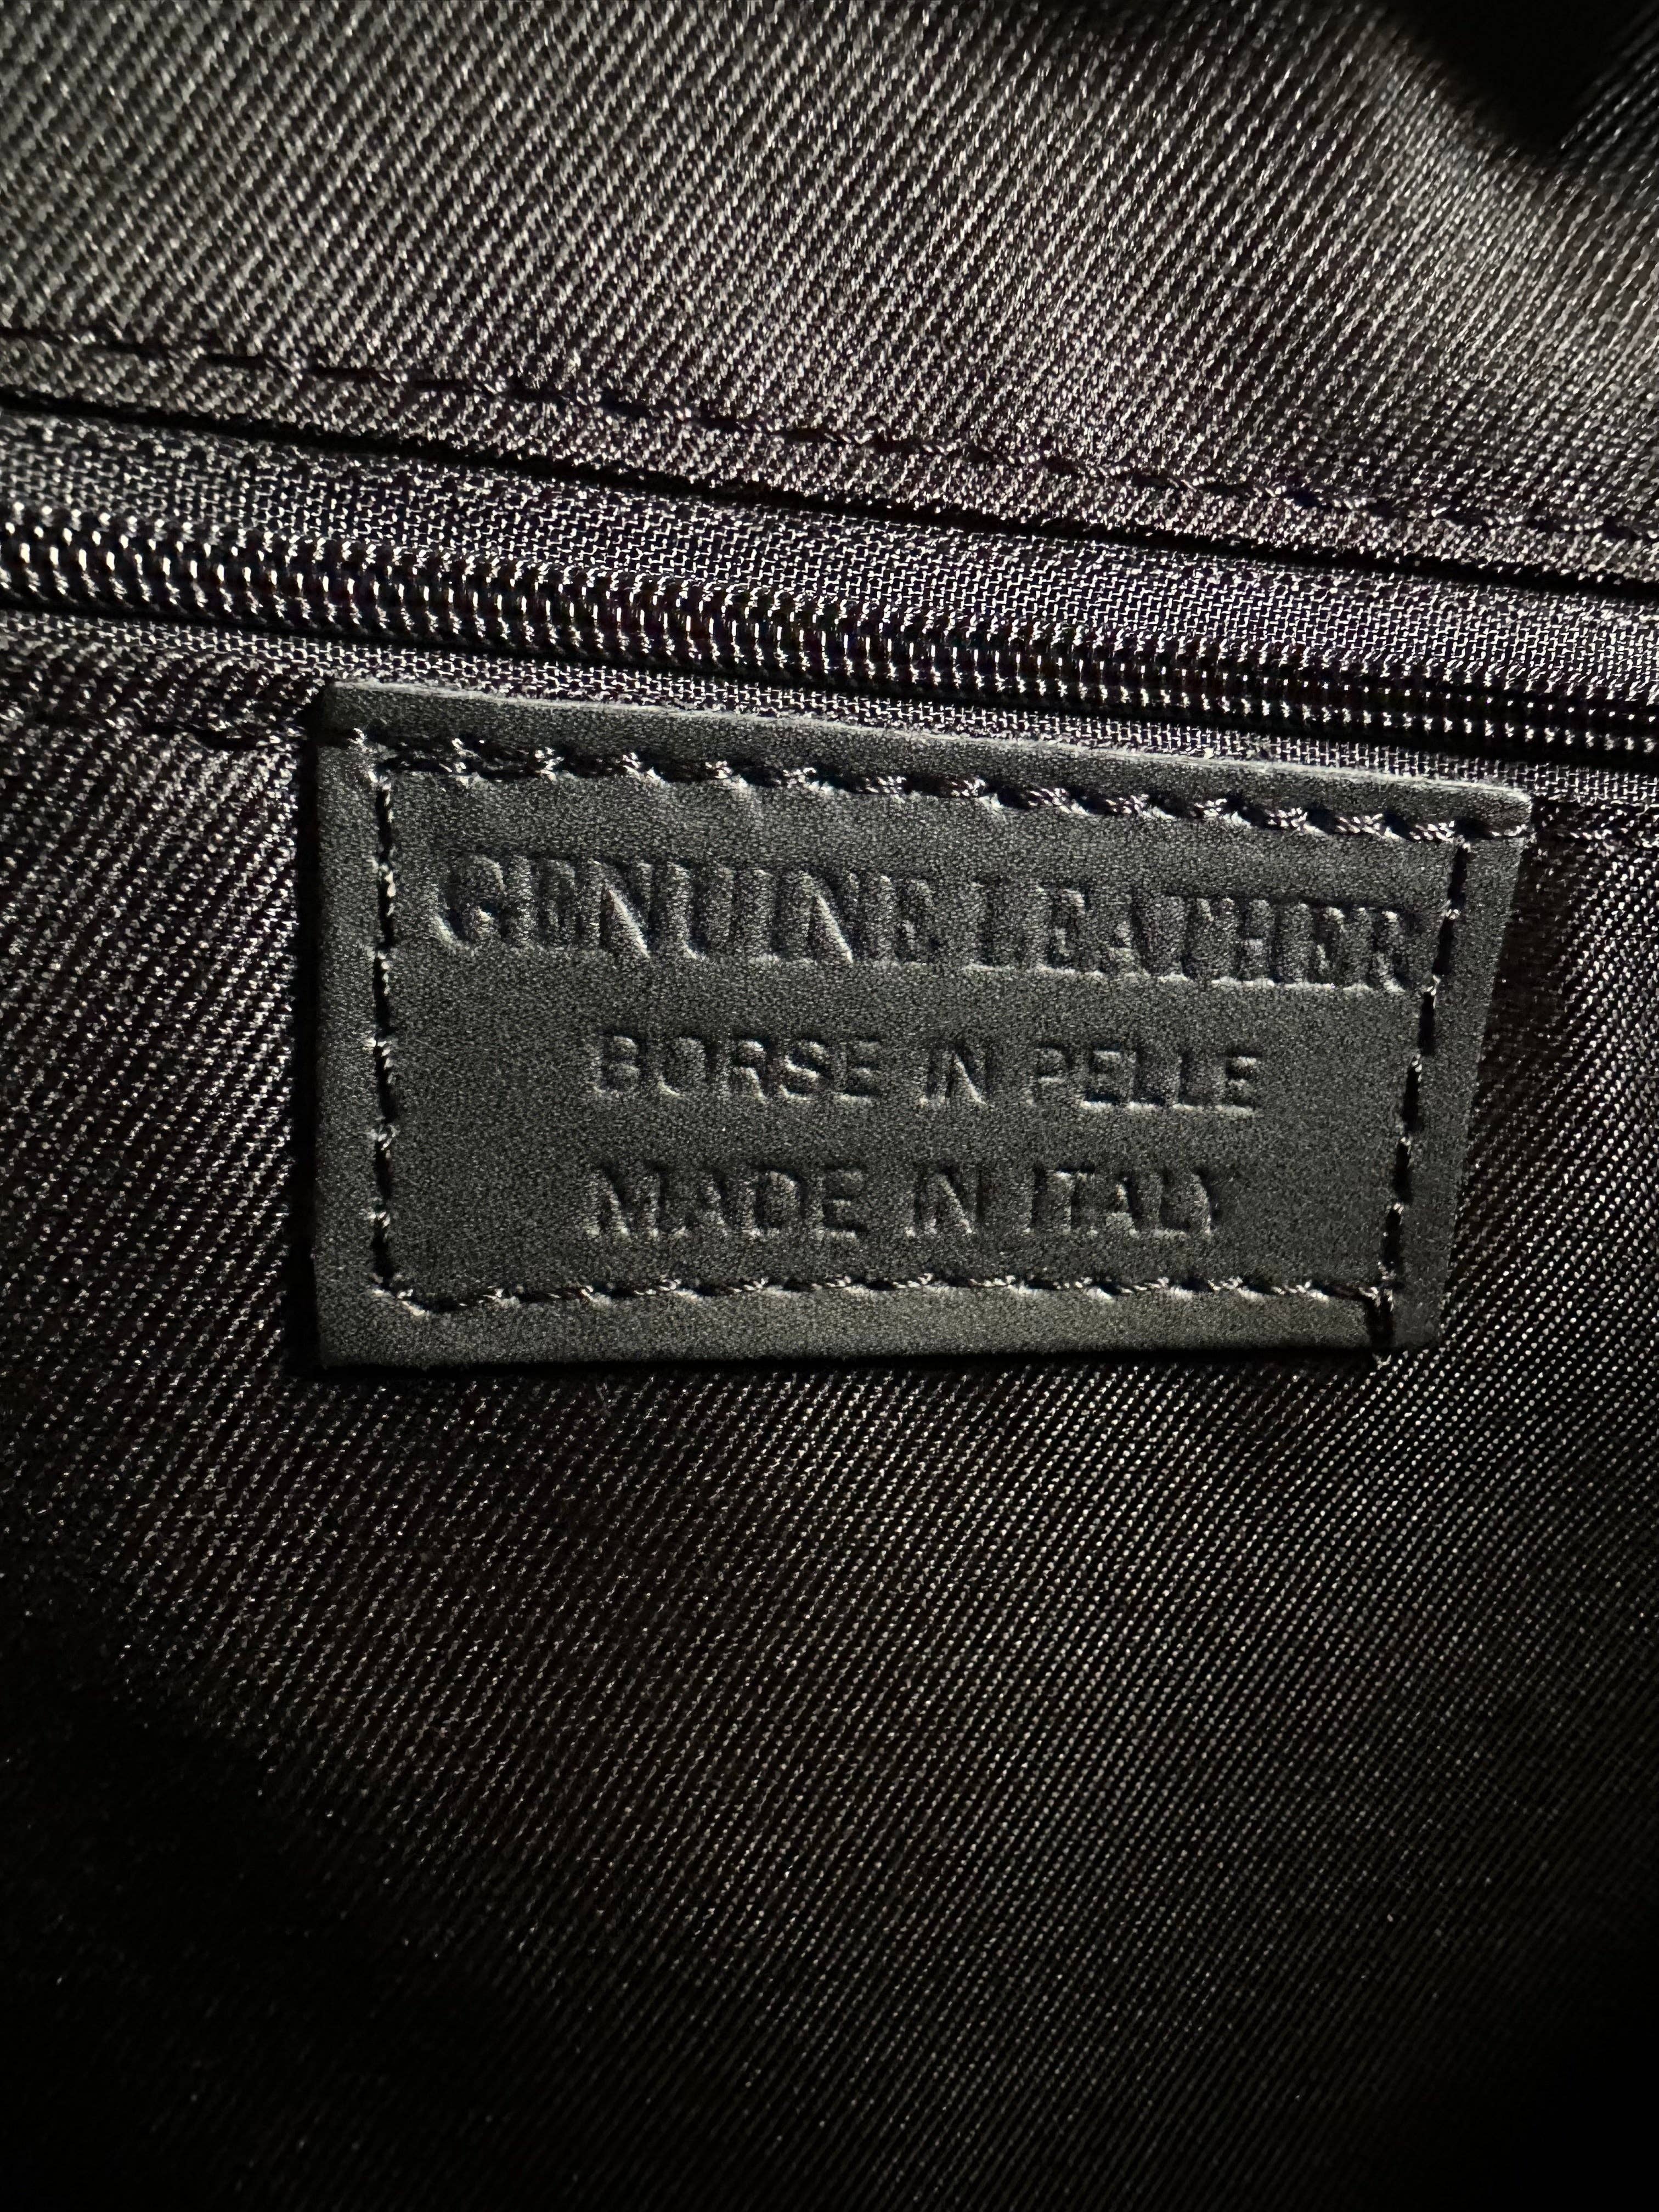 GENUINE LEATHER
BORSE IN PELLE
MADE IN ITALY